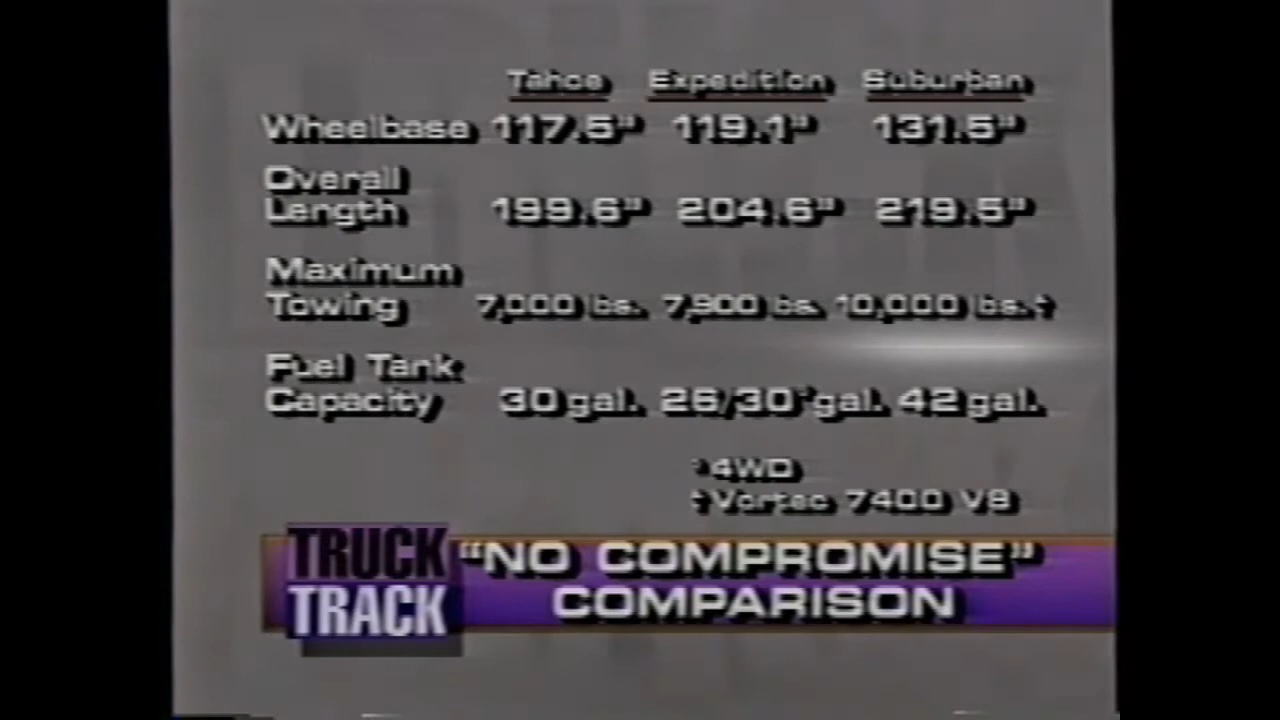 Tahoe Expedition Suburban
Wheelbase 117.5" 119.1" 131.5"
Overall
Length 199.6" 204.6" 219.5"
Maximum
Towing 7,000 lbs. 7,900 lbs. 10,000 lbs.†
Fuel Tank
Capacity 30 gal. 26/30* gal. 42 gal.
*4WD
†Vortec 7400 V8
TRUCK
TRACK
"NO COMPROMISE"
COMPARISON